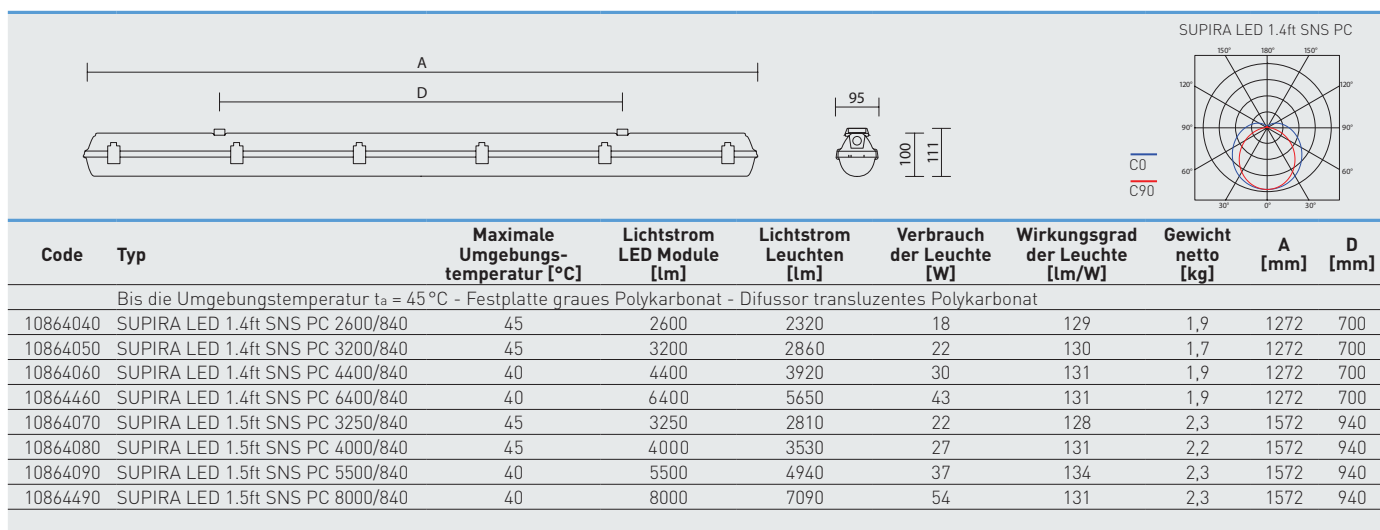 SUPIRA LED 1.4ft SNS PC
150° 180° 150°
120° 120°
90° 90°
60° 60°
30° 0° 30°
C0
C90
A
D
95
100
111
Code Typ Maximale Umgebungs- temperatur [°C] Lichtstrom LED Module [lm] Lichtstrom Leuchten [lm] Verbrauch der Leuchte [W] Wirkungsgrad der Leuchte [lm/W] Gewicht netto [kg] A [mm] D [mm]
Bis die Umgebungstemperatur ta = 45 °C - Festplatte graues Polykarbonat - Difussor transluzentes Polykarbonat
10864040 SUPIRA LED 1.4ft SNS PC 2600/840 45 2600 2320 18 129 1,9 1272 700
10864050 SUPIRA LED 1.4ft SNS PC 3200/840 45 3200 2860 22 130 1,7 1272 700
10864060 SUPIRA LED 1.4ft SNS PC 4400/840 40 4400 3920 30 131 1,9 1272 700
10864460 SUPIRA LED 1.4ft SNS PC 6400/840 40 6400 5650 43 131 1,9 1272 700
10864070 SUPIRA LED 1.5ft SNS PC 3250/840 45 3250 2810 22 128 2,3 1572 940
10864080 SUPIRA LED 1.5ft SNS PC 4000/840 45 4000 3530 27 131 2,2 1572 940
10864090 SUPIRA LED 1.5ft SNS PC 5500/840 40 5500 4940 37 134 2,3 1572 940
10864490 SUPIRA LED 1.5ft SNS PC 8000/840 40 8000 7090 54 131 2,3 1572 940